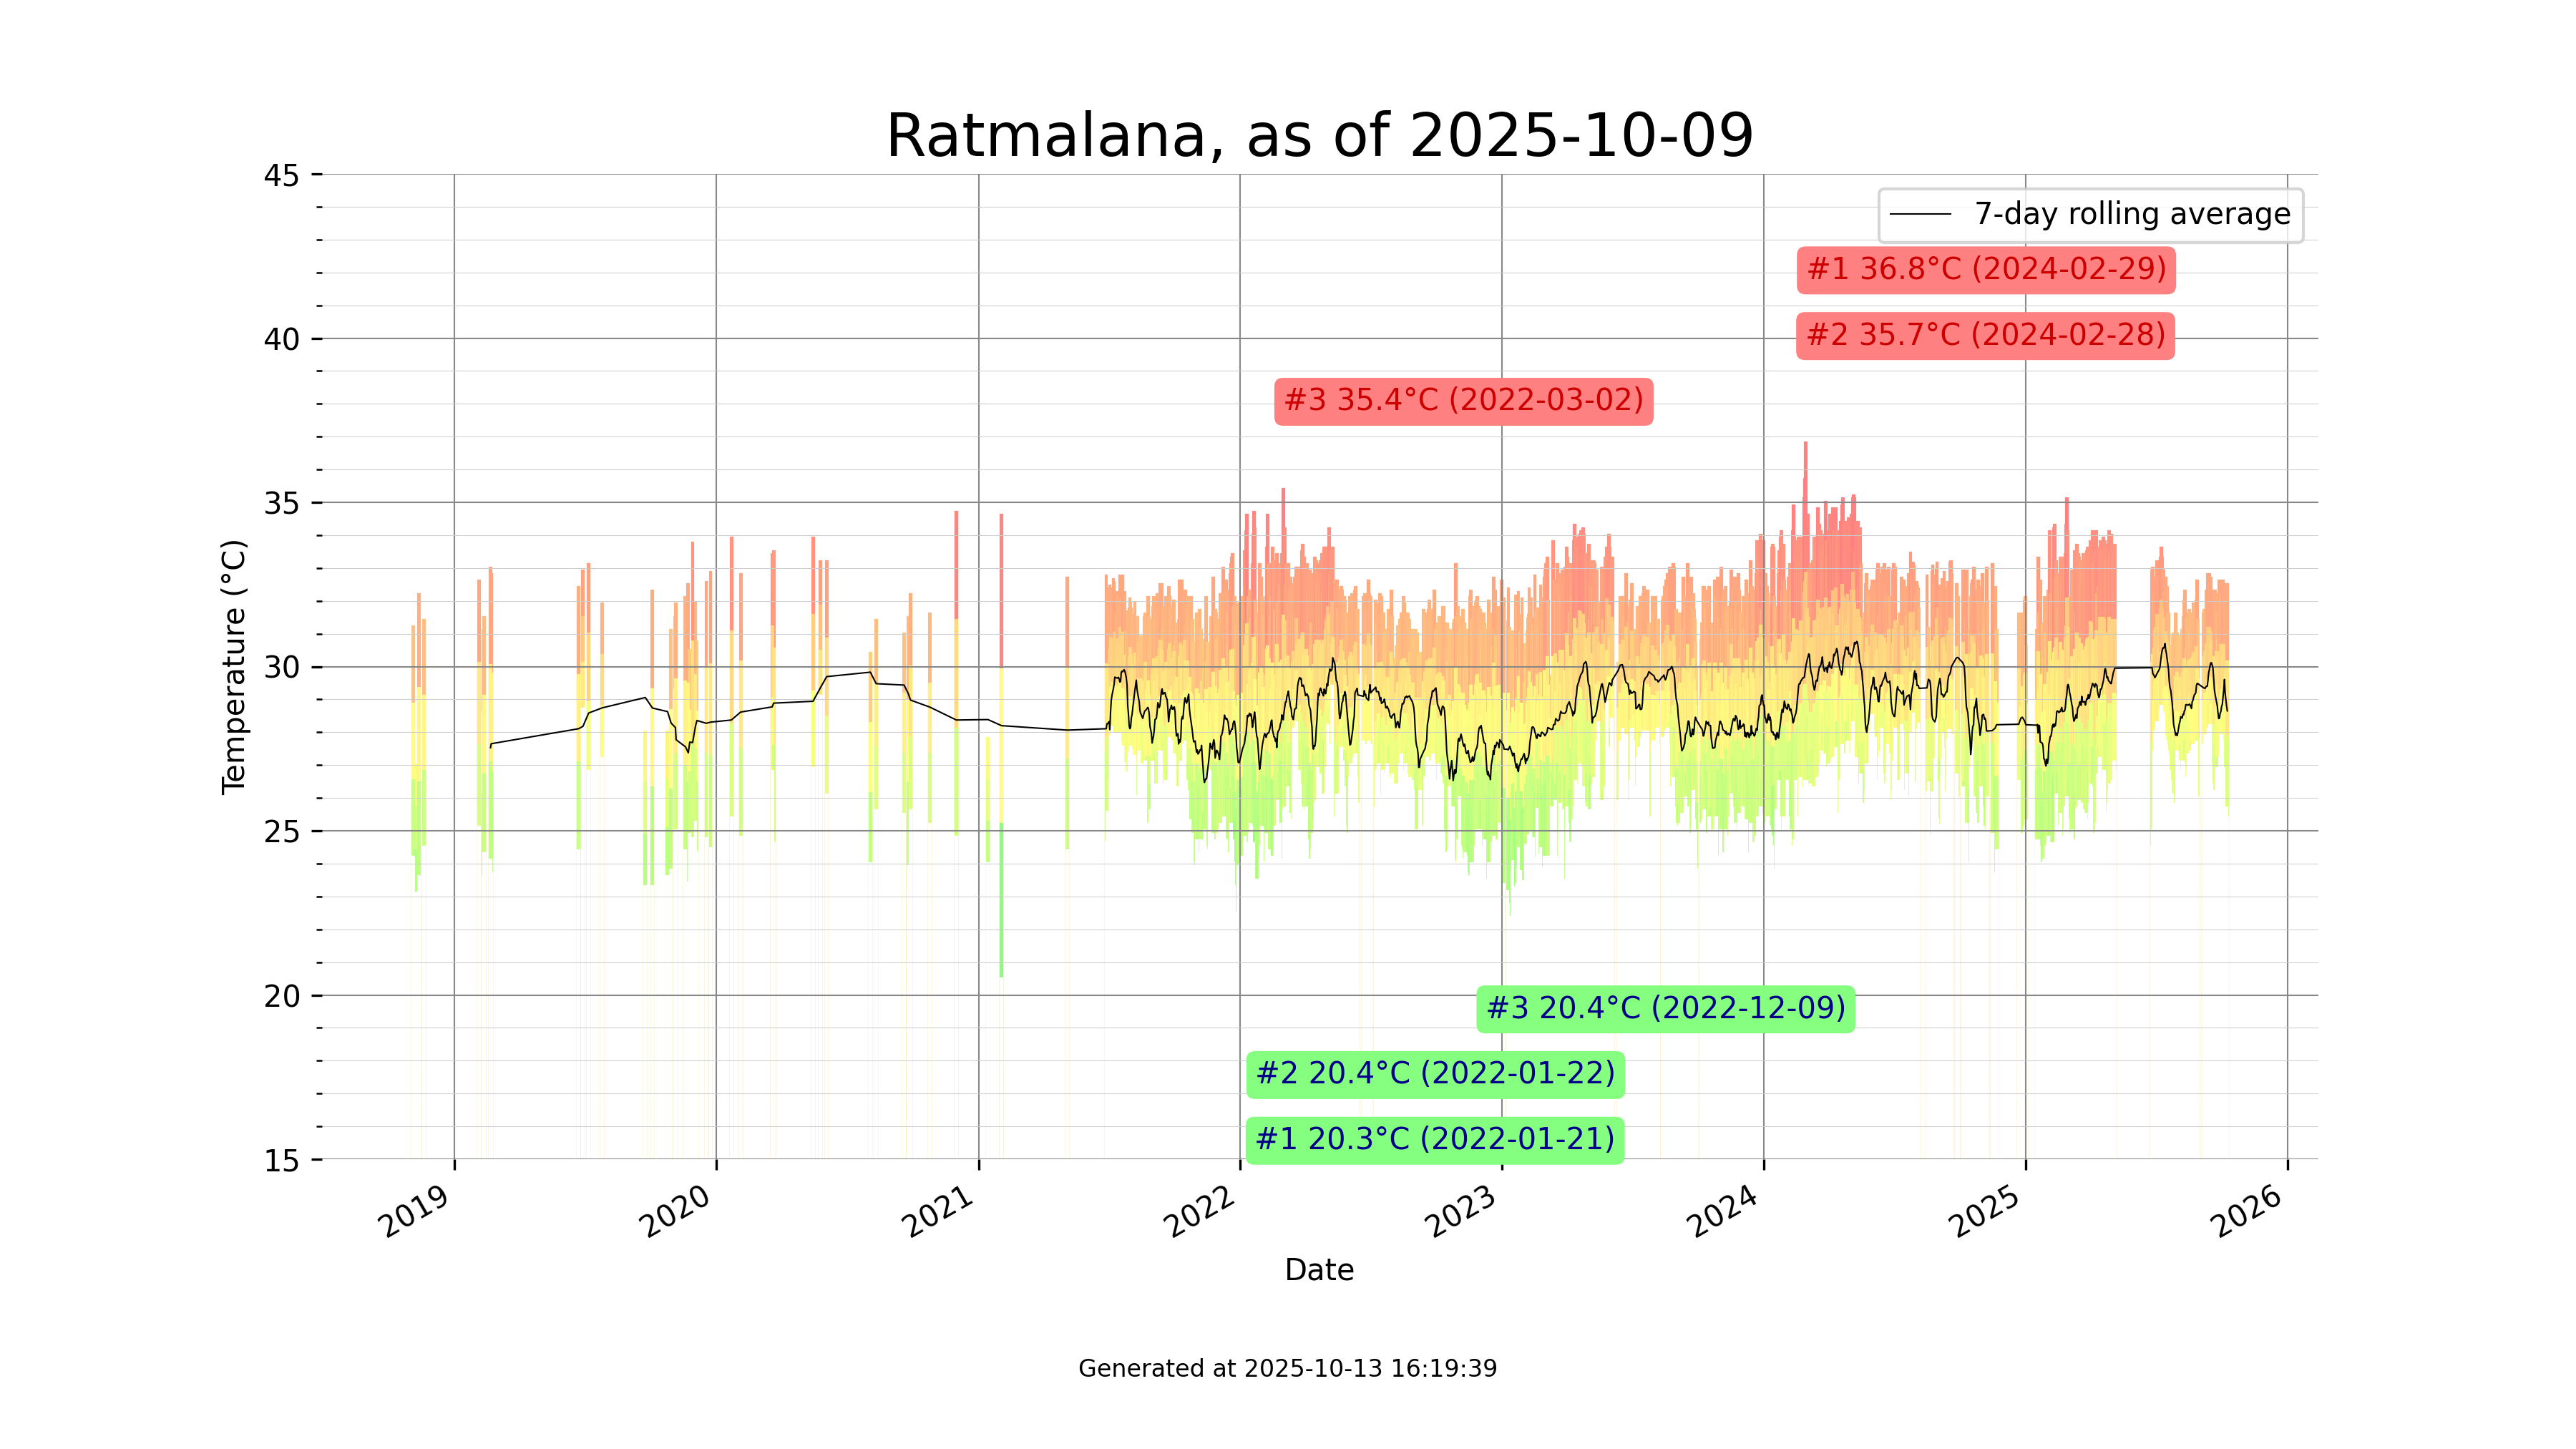 Ratmalana, as of 2025-10-09
45
40
35
30
25
20
15
Temperature (°C)
7-day rolling average
#1 36.8°C (2024-02-29)
#2 35.7°C (2024-02-28)
#3 35.4°C (2022-03-02)
#3 20.4°C (2022-12-09)
#2 20.4°C (2022-01-22)
#1 20.3°C (2022-01-21)
2019 2020 2021 2022 2023 2024 2025 2026
Date
Generated at 2025-10-13 16:19:39